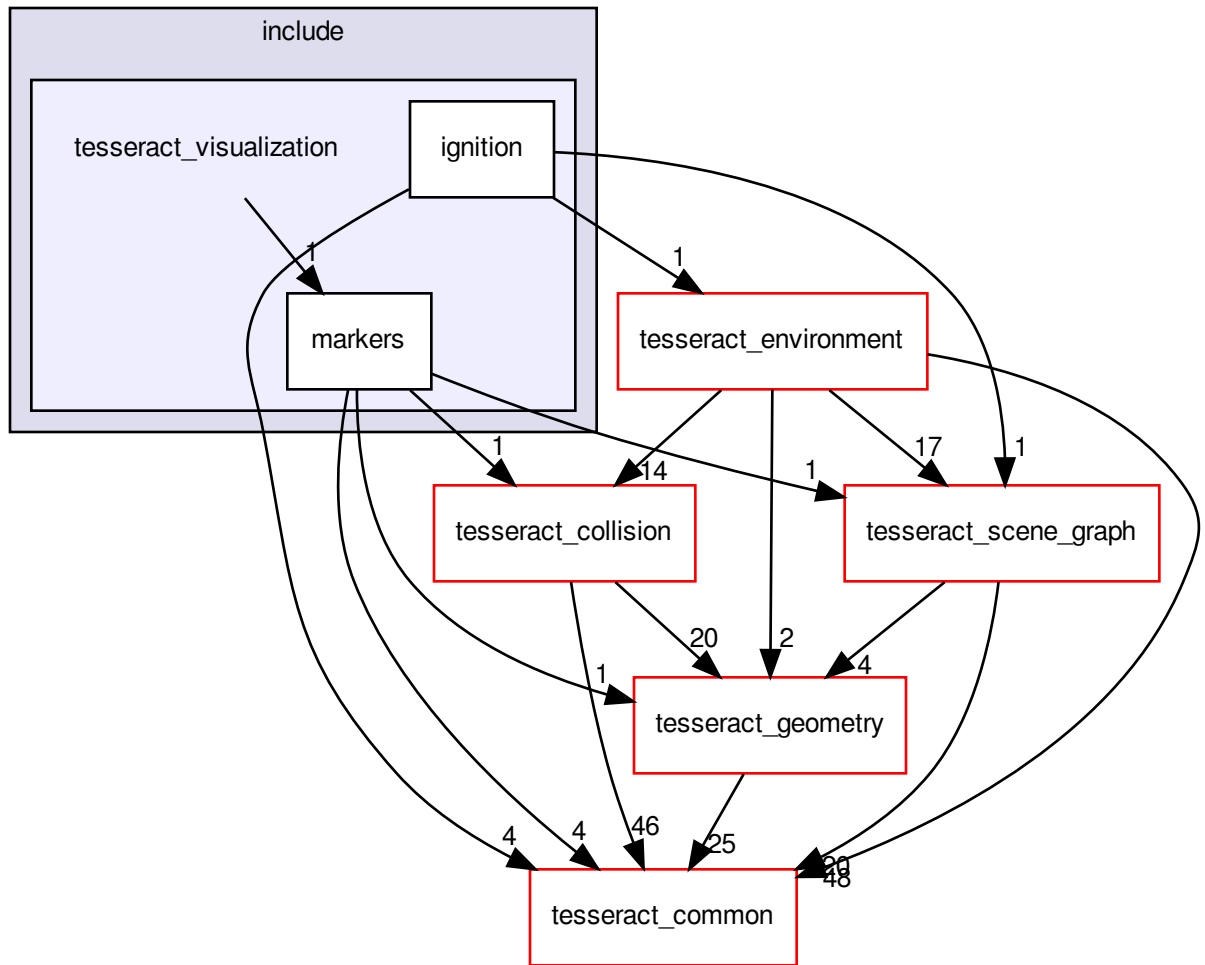 include
tesseract_visualization
ignition
1
1
markers
tesseract_environment
1
14
17
1
1
tesseract_collision
tesseract_scene_graph
20
2
4
1
tesseract_geometry
4
4
46
25
20
48
tesseract_common